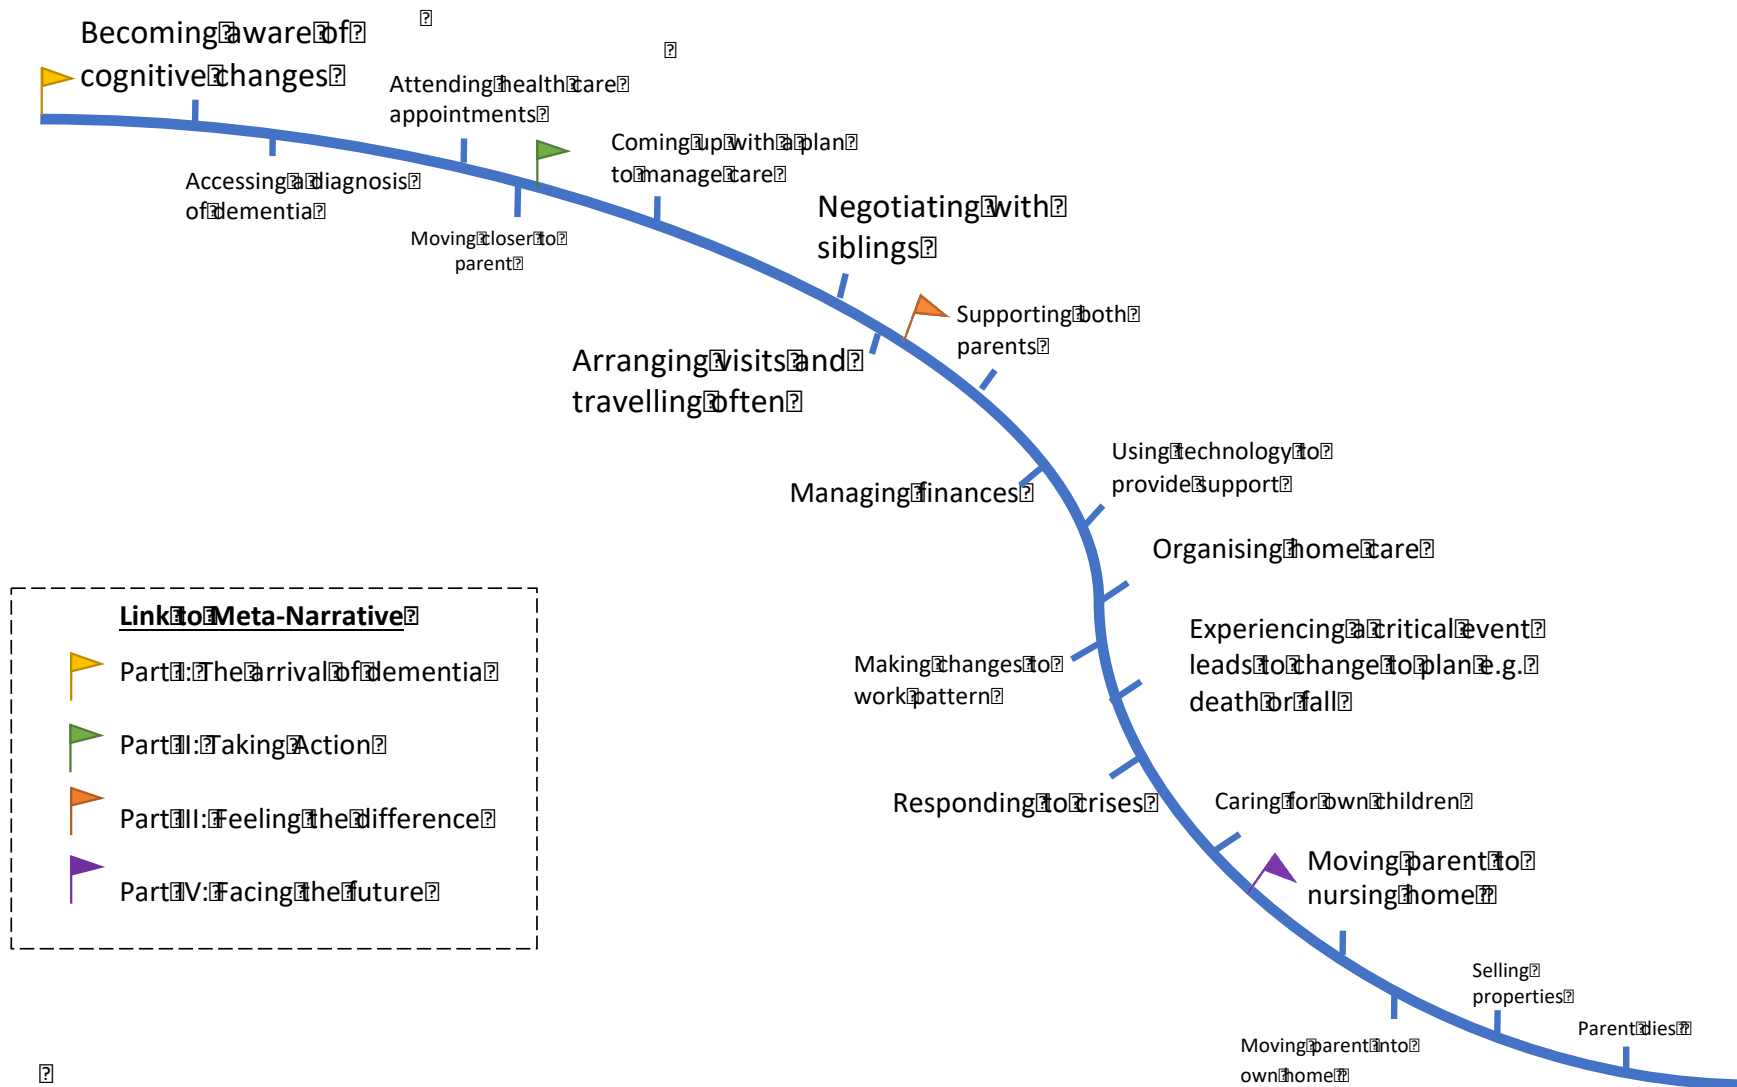 Becoming aware of
cognitive changes
Attending health care
appointments
Accessing a diagnosis
of dementia
Coming up with a plan
to manage care
Moving closer to
parent
Negotiating with
siblings
Supporting both
parents
Arranging visits and
travelling often
Managing finances
Using technology to
provide support
Organising home care
Making changes to
work pattern
Experiencing a critical event
leads to change to plan e.g.
death or fall
Responding to crises
Caring for own children
Moving parent to
nursing home
Selling
properties
Parent dies
Moving parent into
own home
Link to Meta-Narrative
Part I: The arrival of dementia
Part II: Taking Action
Part III: Feeling the difference
Part IV: Facing the future